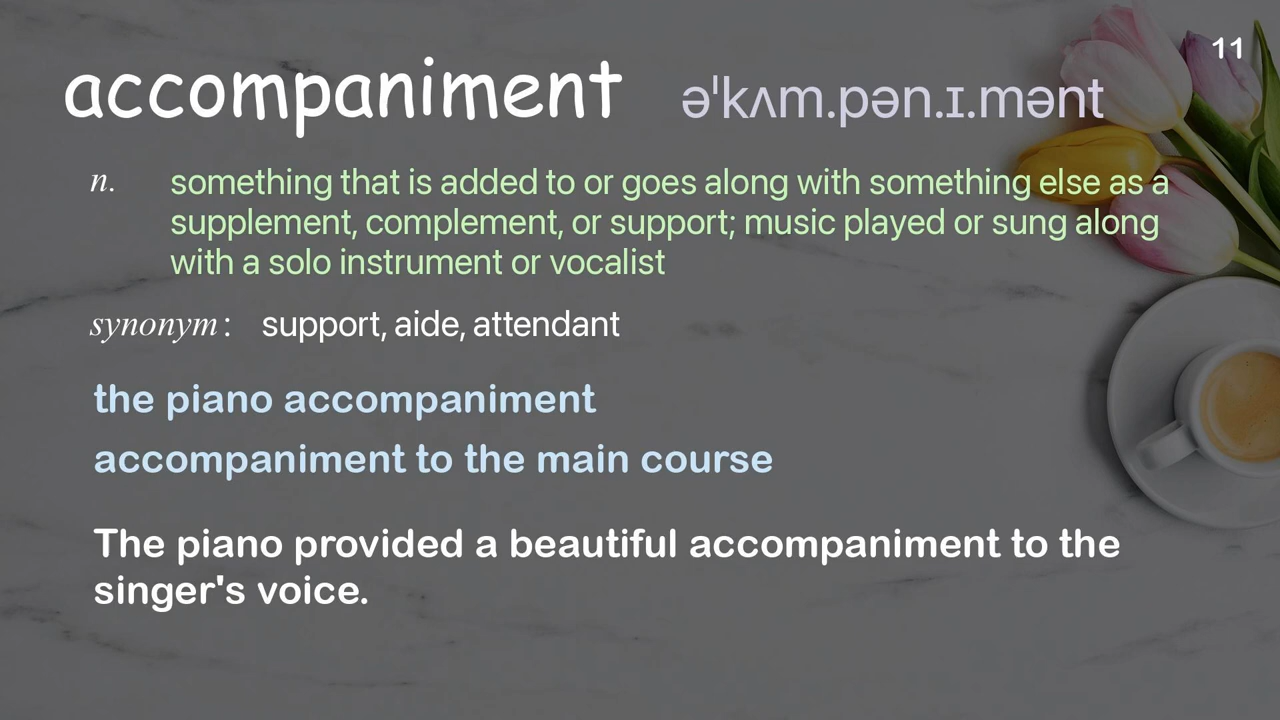 11
accompaniment əˈkʌm.pən.ɪ.mənt
n. something that is added to or goes along with something else as a
supplement, complement, or support; music played or sung along
with a solo instrument or vocalist
synonym: support, aide, attendant
the piano accompaniment
accompaniment to the main course
The piano provided a beautiful accompaniment to the
singer's voice.